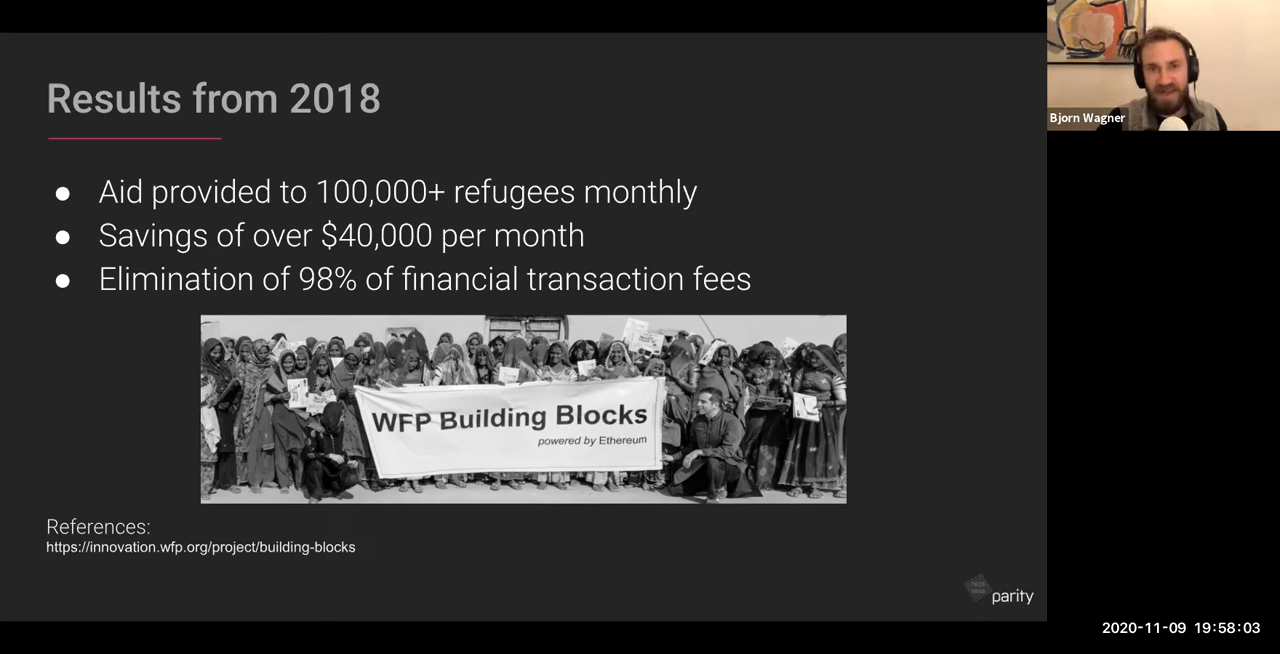 Results from 2018
Bjorn Wagner
● Aid provided to 100,000+ refugees monthly
● Savings of over $40,000 per month
● Elimination of 98% of financial transaction fees
WFP Building Blocks
powered by Ethereum
References:
https://innovation.wfp.org/project/building-blocks
parity
2020-11-09 19:58:03